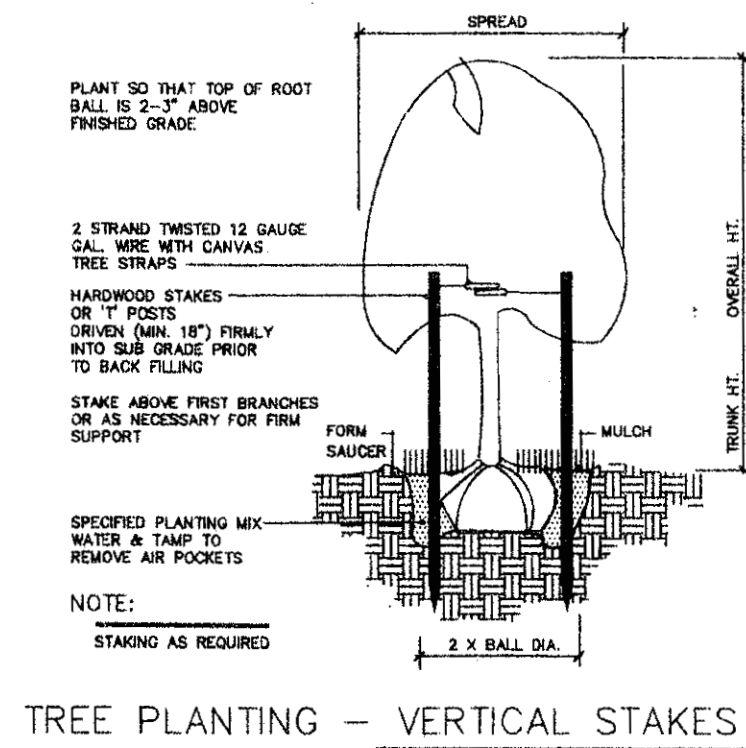 SPREAD
PLANT SO THAT TOP OF ROOT
BALL IS 2-3" ABOVE
FINISHED GRADE
2 STRAND TWISTED 12 GAUGE
GAL. WIRE WITH CANVAS
TREE STRAPS
HARDWOOD STAKES
OR 'T' POSTS
DRIVEN (MIN. 18") FIRMLY
INTO SUB GRADE PRIOR
TO BACK FILLING
STAKE ABOVE FIRST BRANCHES
OR AS NECESSARY FOR FIRM
SUPPORT
FORM
SAUCER
MULCH
OVERALL HT.
TRUNK HT.
SPECIFIED PLANTING MIX
WATER & TAMP TO
REMOVE AIR POCKETS
NOTE:
STAKING AS REQUIRED
2 X BALL DIA.
TREE PLANTING - VERTICAL STAKES